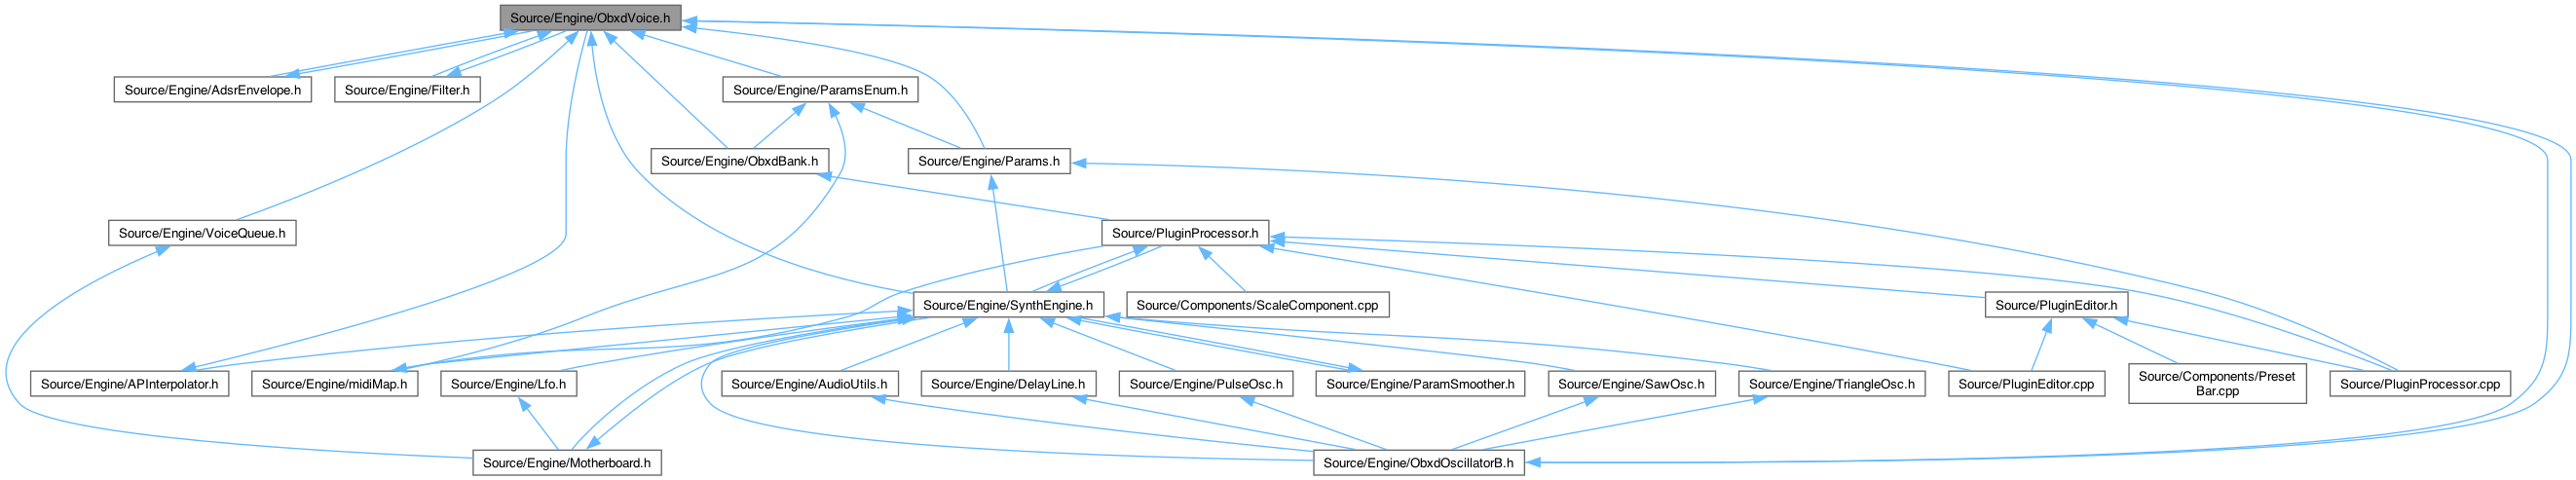 Source/Engine/ObxdVoice.h
Source/Engine/AdsrEnvelope.h
Source/Engine/Filter.h
Source/Engine/ParamsEnum.h
Source/Engine/ObxdBank.h
Source/Engine/Params.h
Source/Engine/VoiceQueue.h
Source/PluginProcessor.h
Source/Engine/SynthEngine.h
Source/Components/ScaleComponent.cpp
Source/PluginEditor.h
Source/Engine/APInterpolator.h
Source/Engine/midiMap.h
Source/Engine/Lfo.h
Source/Engine/AudioUtils.h
Source/Engine/DelayLine.h
Source/Engine/PulseOsc.h
Source/Engine/ParamSmoother.h
Source/Engine/SawOsc.h
Source/Engine/TriangleOsc.h
Source/PluginEditor.cpp
Source/Components/Preset
Bar.cpp
Source/PluginProcessor.cpp
Source/Engine/Motherboard.h
Source/Engine/ObxdOscillatorB.h